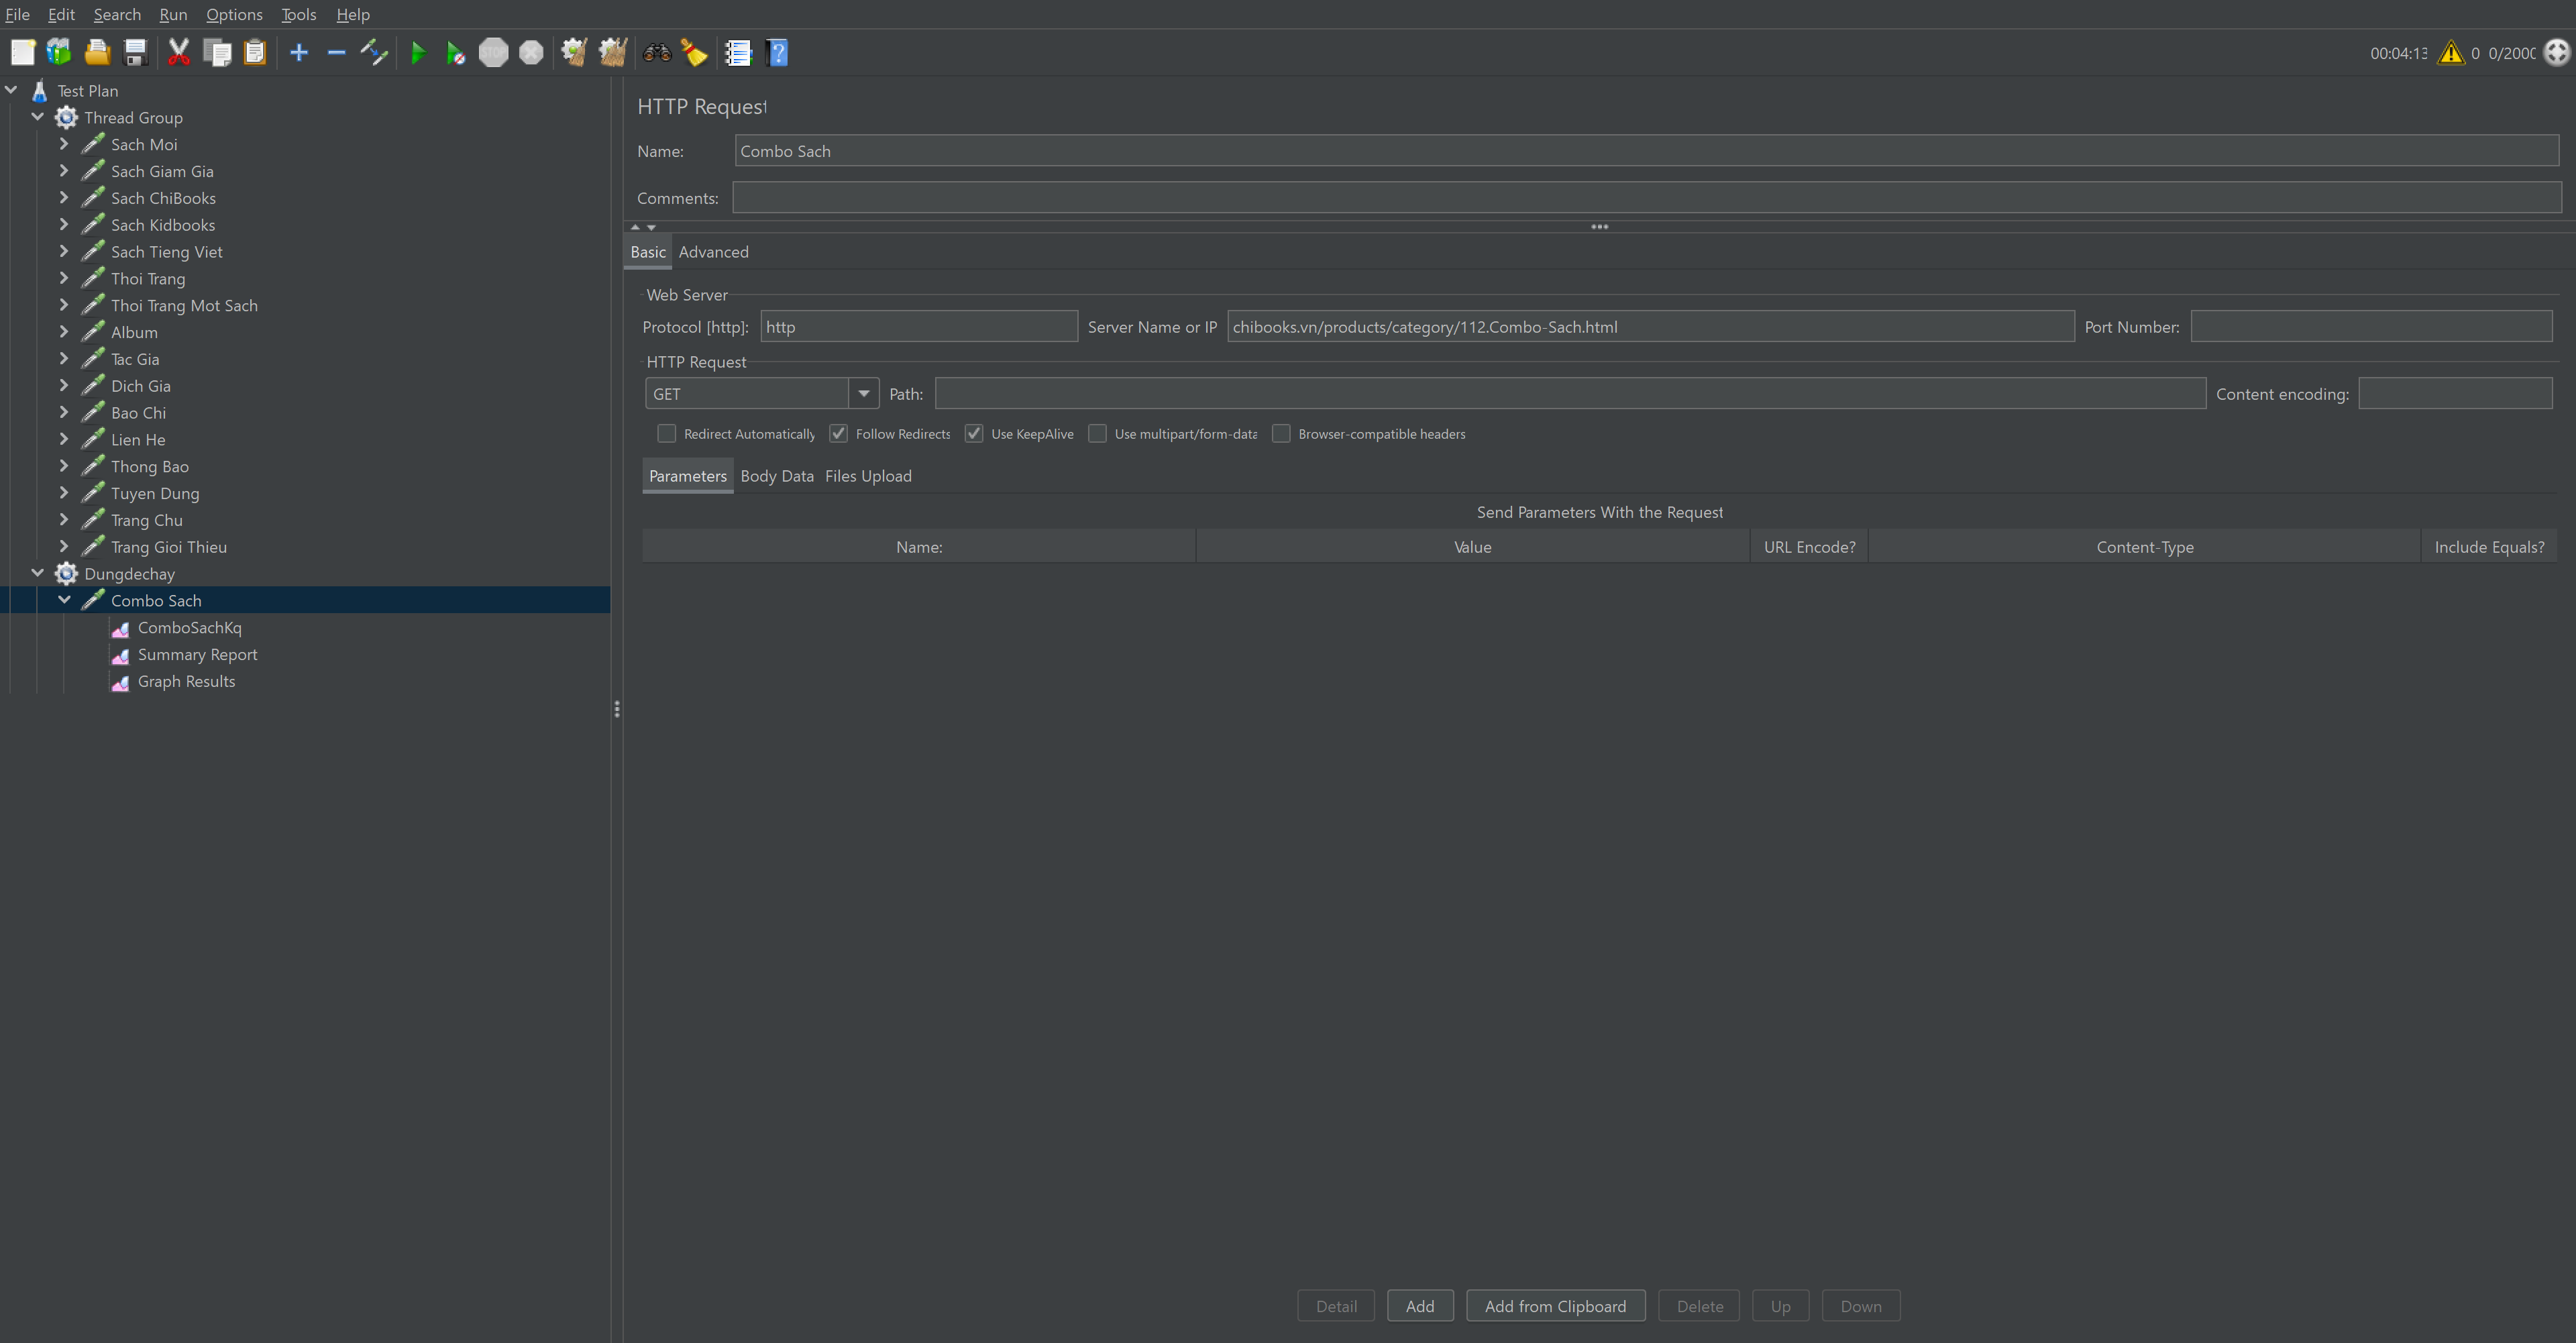 File Edit Search Run Options Tools Help
STOP
00:04:13 0 0/2000
Test Plan
Thread Group
Sach Moi
Sach Giam Gia
Sach ChiBooks
Sach Kidbooks
Sach Tieng Viet
Thoi Trang
Thoi Trang Mot Sach
Album
Tac Gia
Dich Gia
Bao Chi
Lien He
Thong Bao
Tuyen Dung
Trang Chu
Trang Gioi Thieu
Dungdechay
Combo Sach
ComboSachKq
Summary Report
Graph Results
HTTP Request
Name: Combo Sach
Comments:
Basic Advanced
Web Server
Protocol [http]: http Server Name or IP chibooks.vn/products/category/112.Combo-Sach.html Port Number:
HTTP Request
GET Path: Content encoding:
Redirect Automatically Follow Redirects Use KeepAlive Use multipart/form-data Browser-compatible headers
Parameters Body Data Files Upload
Send Parameters With the Request
Name: Value URL Encode? Content-Type Include Equals?
Detail Add Add from Clipboard Delete Up Down